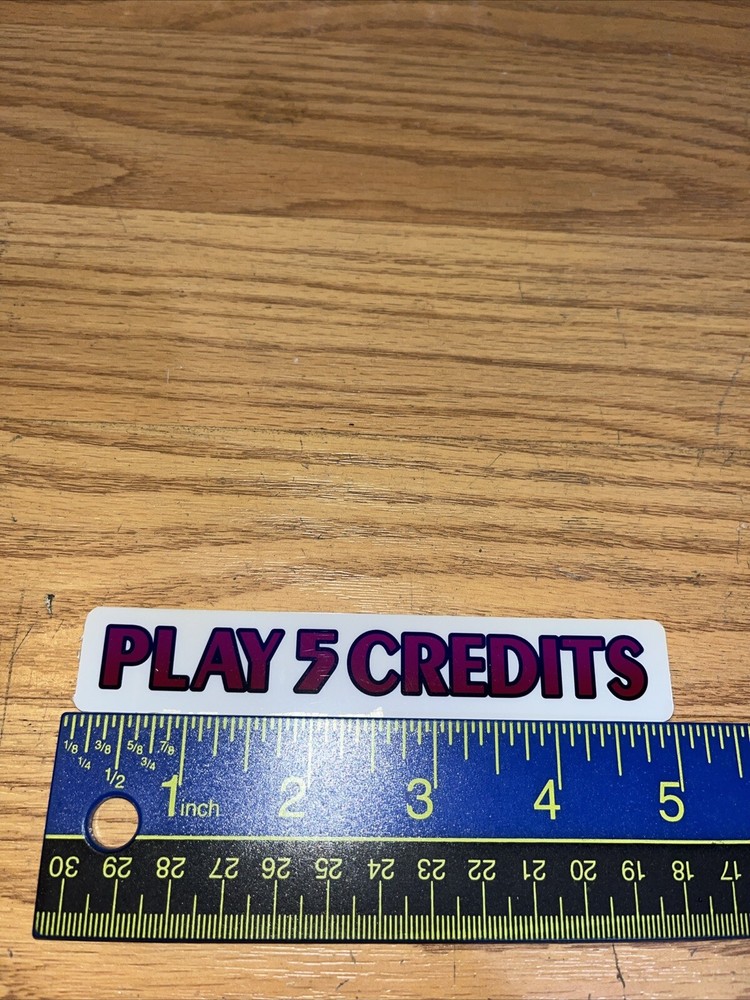 PLAY 5 CREDITS
1/8 1/4 3/8 1/2 5/8 3/4 7/8
1 inch 2 3 4 5
30 29 28 27 26 25 24 23 22 21 20 19 18 17